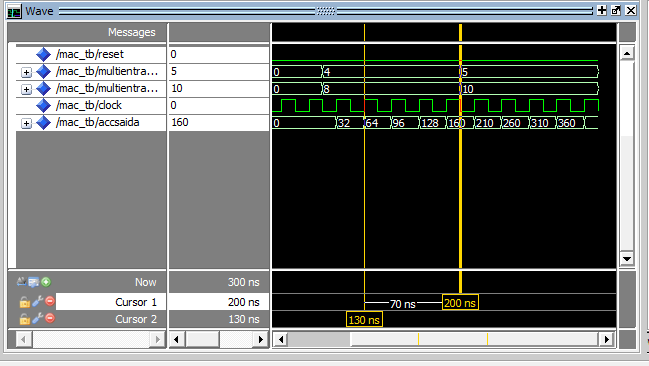 Wave
Messages
/mac_tb/reset 0
/mac_tb/multientra... 5 0 4 5
/mac_tb/multientra... 10 0 8 10
/mac_tb/clock 0
/mac_tb/accsaida 160 0 32 64 96 128 160 210 260 310 360
Now 300 ns
Cursor 1 200 ns 70 ns 200 ns
Cursor 2 130 ns 130 ns